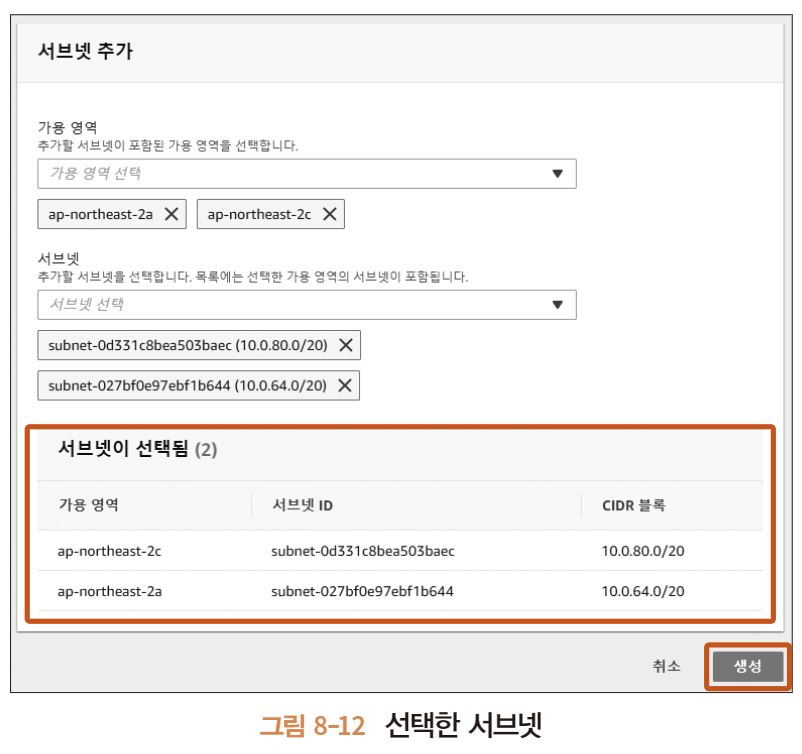 서브넷 추가
가용 영역
추가할 서브넷이 포함된 가용 영역을 선택합니다.
가용 영역 선택
ap-northeast-2a
ap-northeast-2c
서브넷
추가할 서브넷을 선택합니다. 목록에는 선택한 가용 영역의 서브넷이 포함됩니다.
서브넷 선택
subnet-0d331c8bea503baec (10.0.80.0/20)
subnet-027bf0e97ebf1b644 (10.0.64.0/20)
서브넷이 선택됨 (2)
가용 영역 서브넷 ID CIDR 블록
ap-northeast-2c subnet-0d331c8bea503baec 10.0.80.0/20
ap-northeast-2a subnet-027bf0e97ebf1b644 10.0.64.0/20
취소 생성
그림 8-12 선택한 서브넷